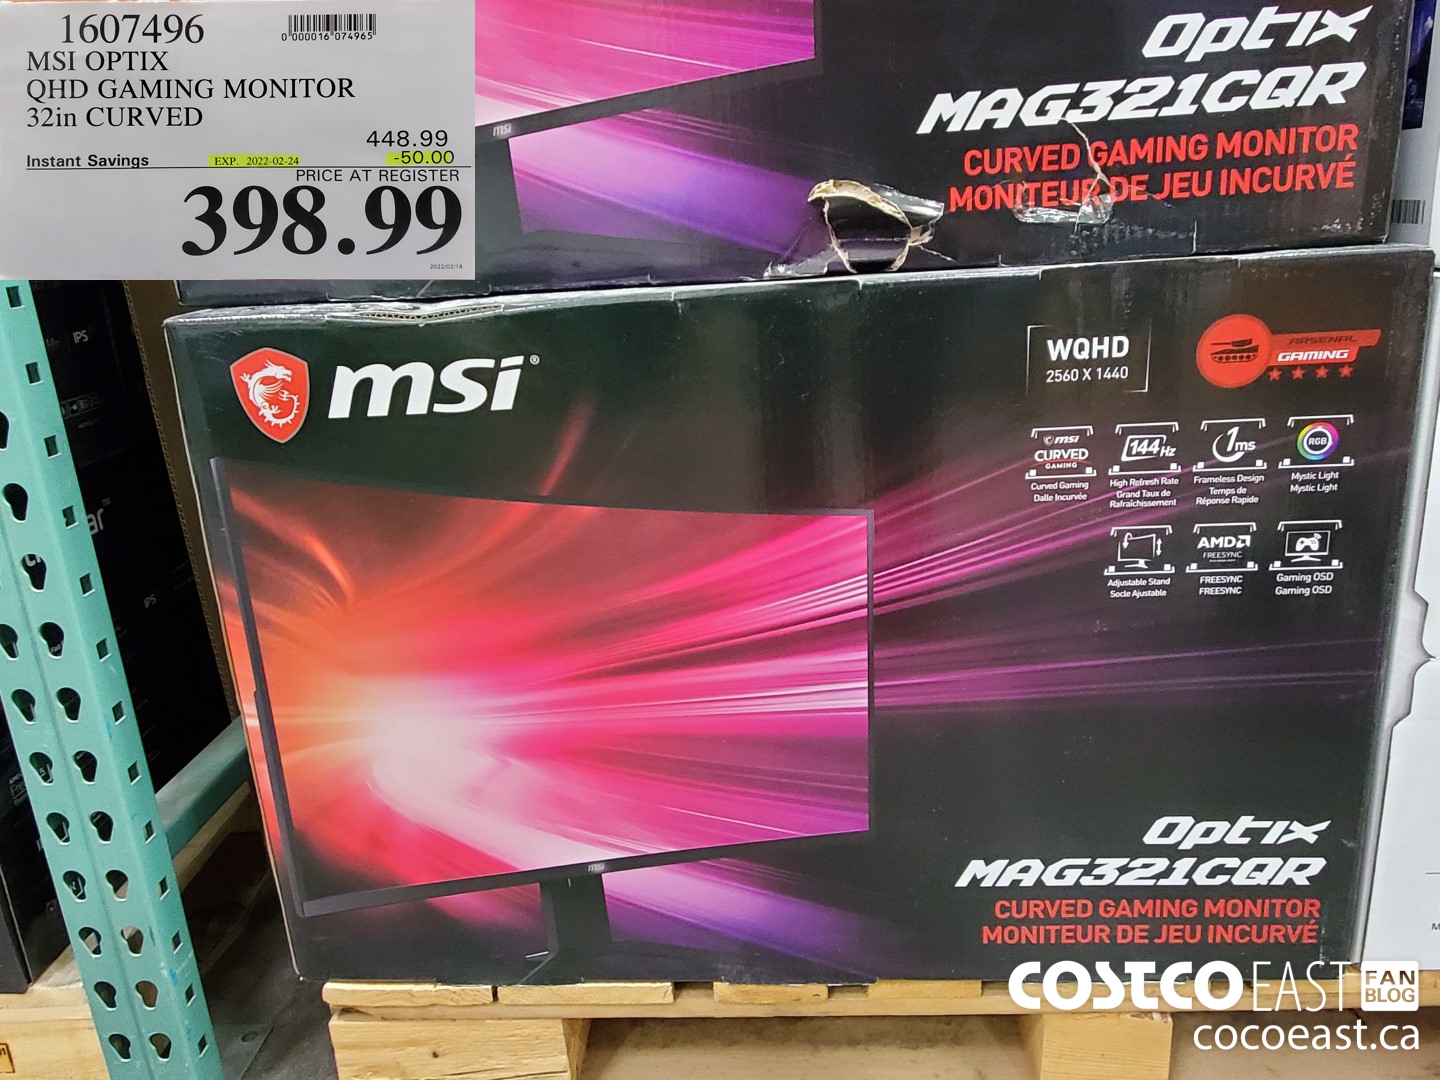 1607496
0 000016 074965
MSI OPTIX
QHD GAMING MONITOR
32in CURVED
448.99
Instant Savings EXP. 2022-02-24 -50.00
PRICE AT REGISTER
398.99
2022/02/18
msi
Optix
MAG321CQR
CURVED GAMING MONITOR
MONITEUR DE JEU INCURVÉ
IPS
msi®
WQHD
2560 X 1440
ARSENAL
GAMING
msi
CURVED
GAMING
Curved Gaming
Dalle Incurvée
144Hz
High Refresh Rate
Grand Taux de
Rafraîchissement
1ms
Frameless Design
Temps de
Réponse Rapide
RGB
Mystic Light
Mystic Light
Adjustable Stand
Socle Ajustable
AMD
FREESYNC
FREESYNC
FREESYNC
Gaming OSD
Gaming OSD
msi
Optix
MAG321CQR
CURVED GAMING MONITOR
MONITEUR DE JEU INCURVÉ
COSTCO EAST FAN
BLOG
cocoeast.ca